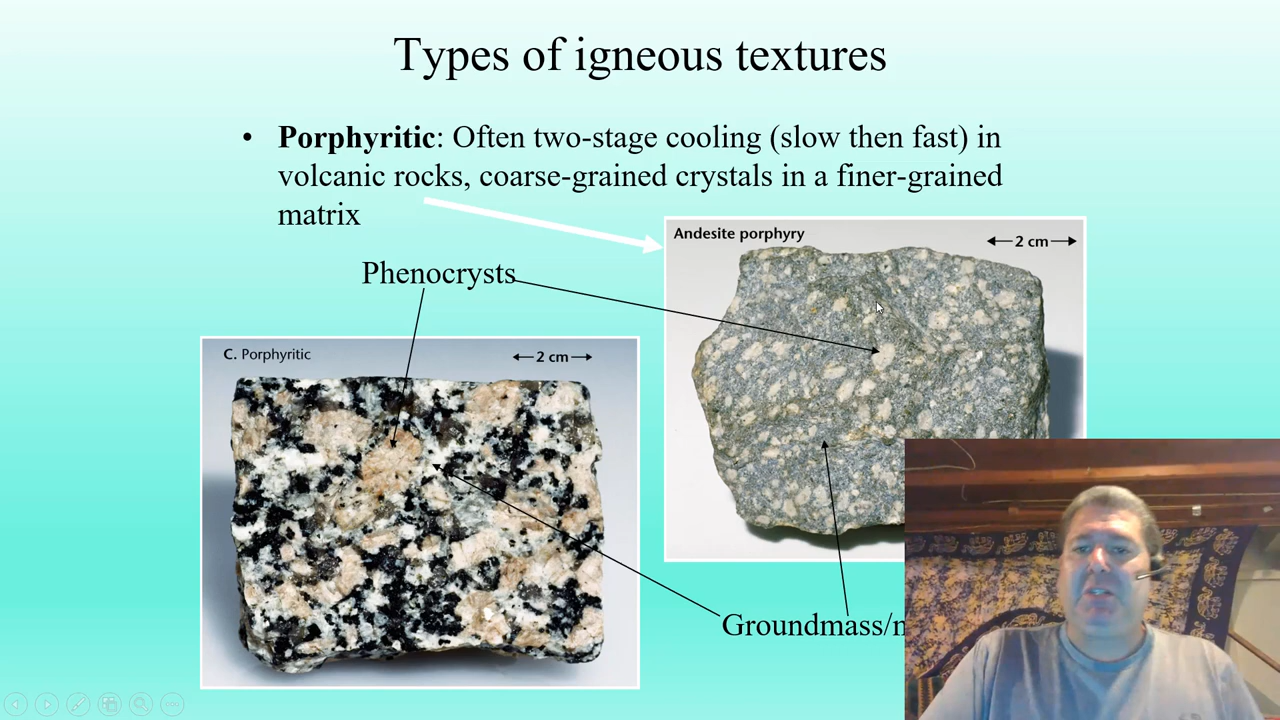 Types of igneous textures
• Porphyritic: Often two-stage cooling (slow then fast) in
volcanic rocks, coarse-grained crystals in a finer-grained
matrix
Andesite porphyry
2 cm
Phenocrysts
C. Porphyritic
2 cm
Groundmass/